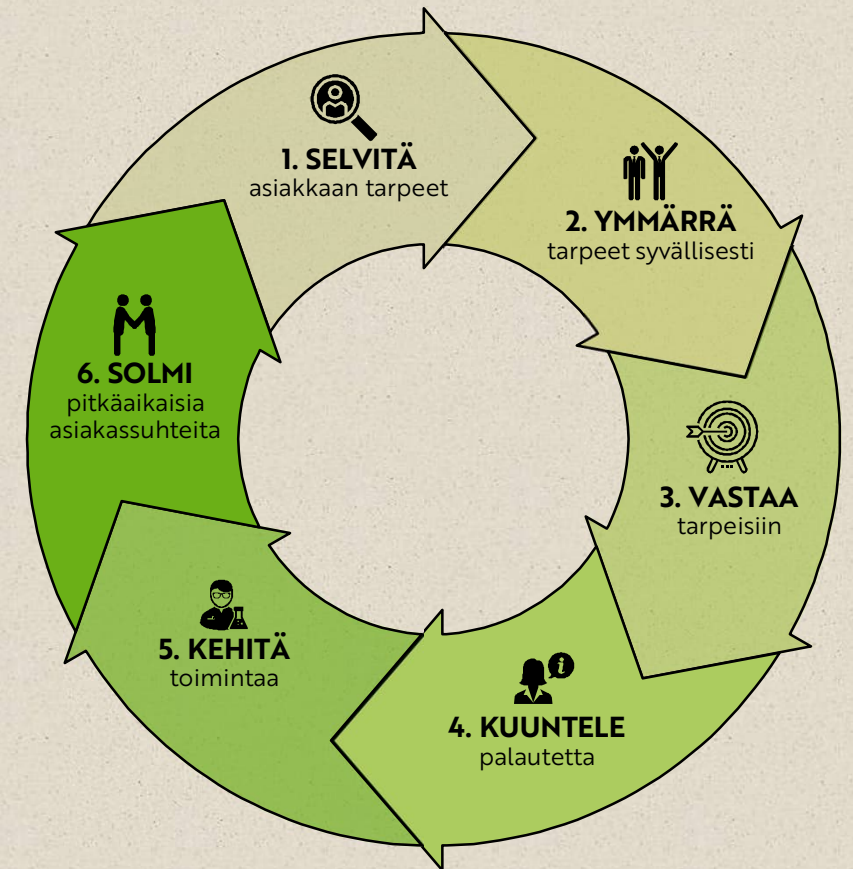 1. SELVITÄ
asiakkaan tarpeet
2. YMMÄRRÄ
tarpeet syvällisesti
3. VASTAA
tarpeisiin
i
4. KUUNTELE
palautetta
5. KEHITÄ
toimintaa
6. SOLMI
pitkäaikaisia
asiakassuhteita